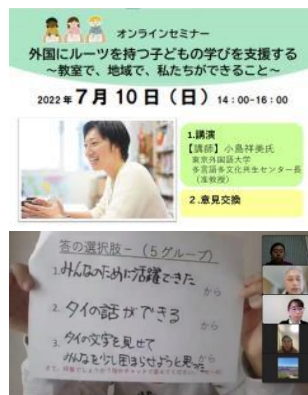 オンラインセミナー
外国にルーツを持つ子どもの学びを支援する
～教室で、地域で、私たちができること～
2022年7月10日（日）14：00-16：00
1.講演
【講師】小島祥美氏
東京外国語大学
多言語多文化共生センター長
（准教授）
２.意見交換
答の選択肢－（５グループ）
1.みんなのために活躍できた
から
2. タイの話ができる
から
3. タイの文字を見せて
みんなを少し困らせようと思った
から